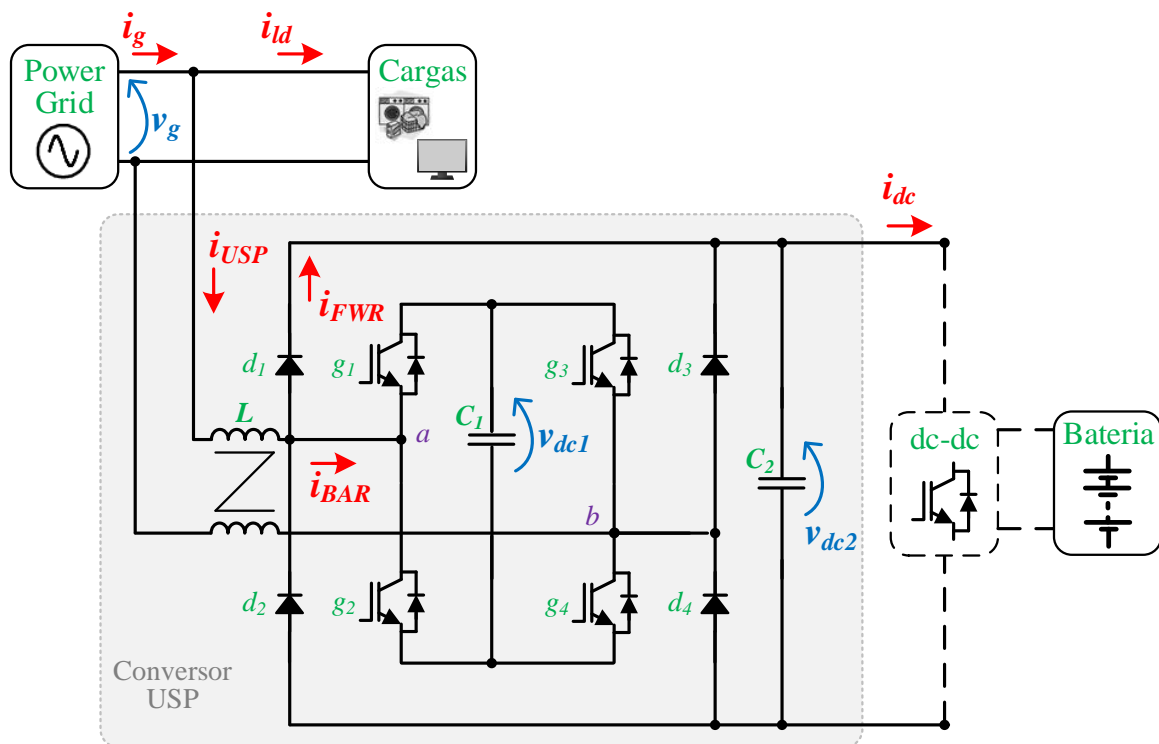 i_g
i_ld
Power
Grid
v_g
Cargas
i_dc
i_USP
i_FWR
d_1
g_1
g_3
d_3
L
a
C_1
v_dc1
dc-dc
Bateria
C_2
i_BAR
b
v_dc2
d_2
g_2
g_4
d_4
Conversor
USP